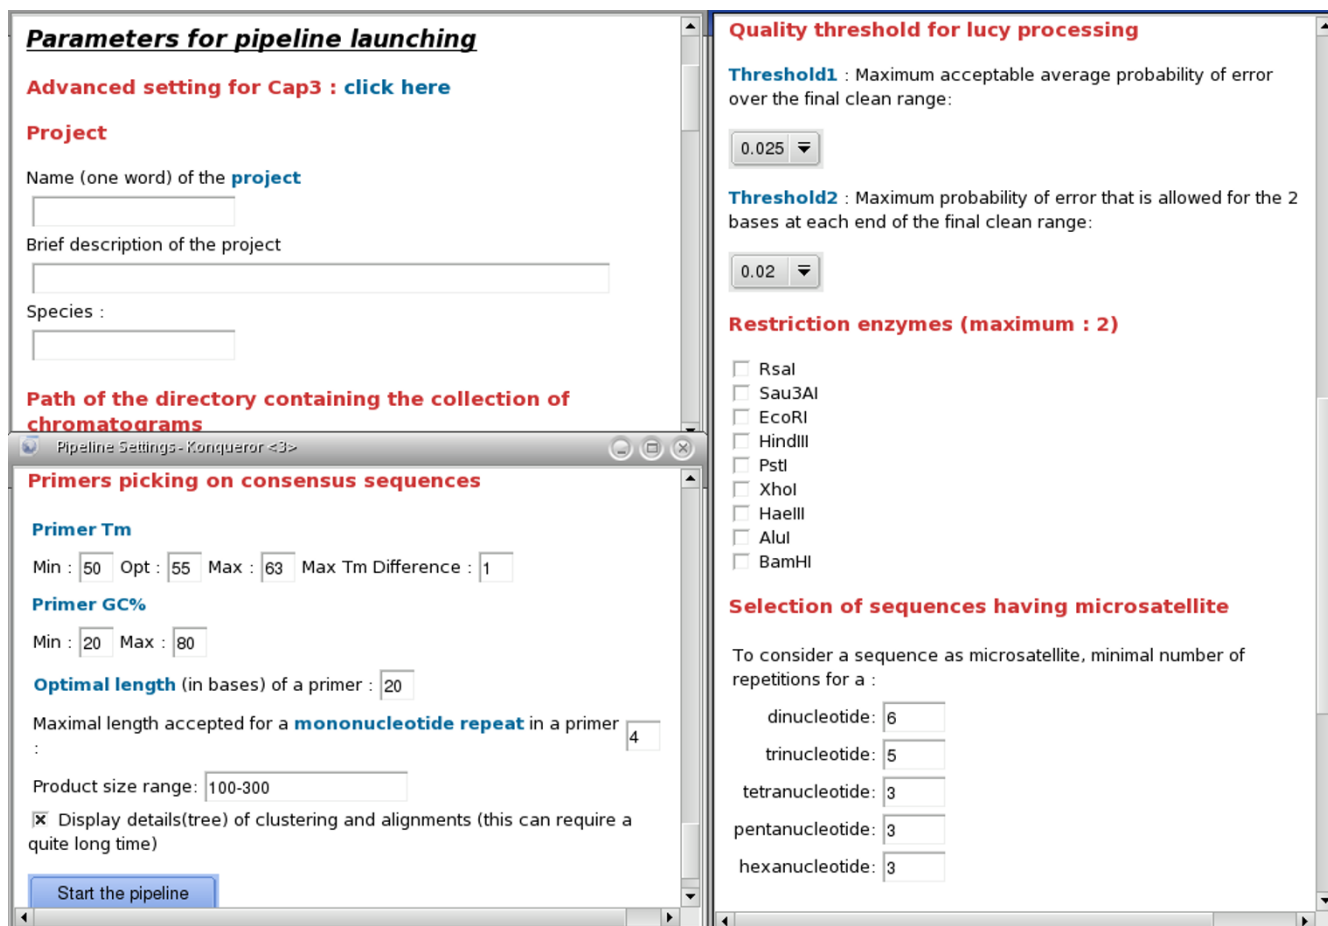 Parameters for pipeline launching
Advanced setting for Cap3 : click here
Project
Name (one word) of the project
Brief description of the project
Species :
Path of the directory containing the collection of
chromatograms
Pipeline Settings - Konqueror <3>
Primers picking on consensus sequences
Primer Tm
Min : 50 Opt : 55 Max : 63 Max Tm Difference : 1
Primer GC%
Min : 20 Max : 80
Optimal length (in bases) of a primer : 20
Maximal length accepted for a mononucleotide repeat in a primer
: 4
Product size range: 100-300
Display details(tree) of clustering and alignments (this can require a
quite long time)
Start the pipeline
Quality threshold for lucy processing
Threshold1 : Maximum acceptable average probability of error
over the final clean range:
0.025
Threshold2 : Maximum probability of error that is allowed for the 2
bases at each end of the final clean range:
0.02
Restriction enzymes (maximum : 2)
RsaI
Sau3AI
EcoRI
HindIII
PstI
XhoI
HaeIII
AluI
BamHI
Selection of sequences having microsatellite
To consider a sequence as microsatellite, minimal number of
repetitions for a :
dinucleotide: 6
trinucleotide: 5
tetranucleotide: 3
pentanucleotide: 3
hexanucleotide: 3